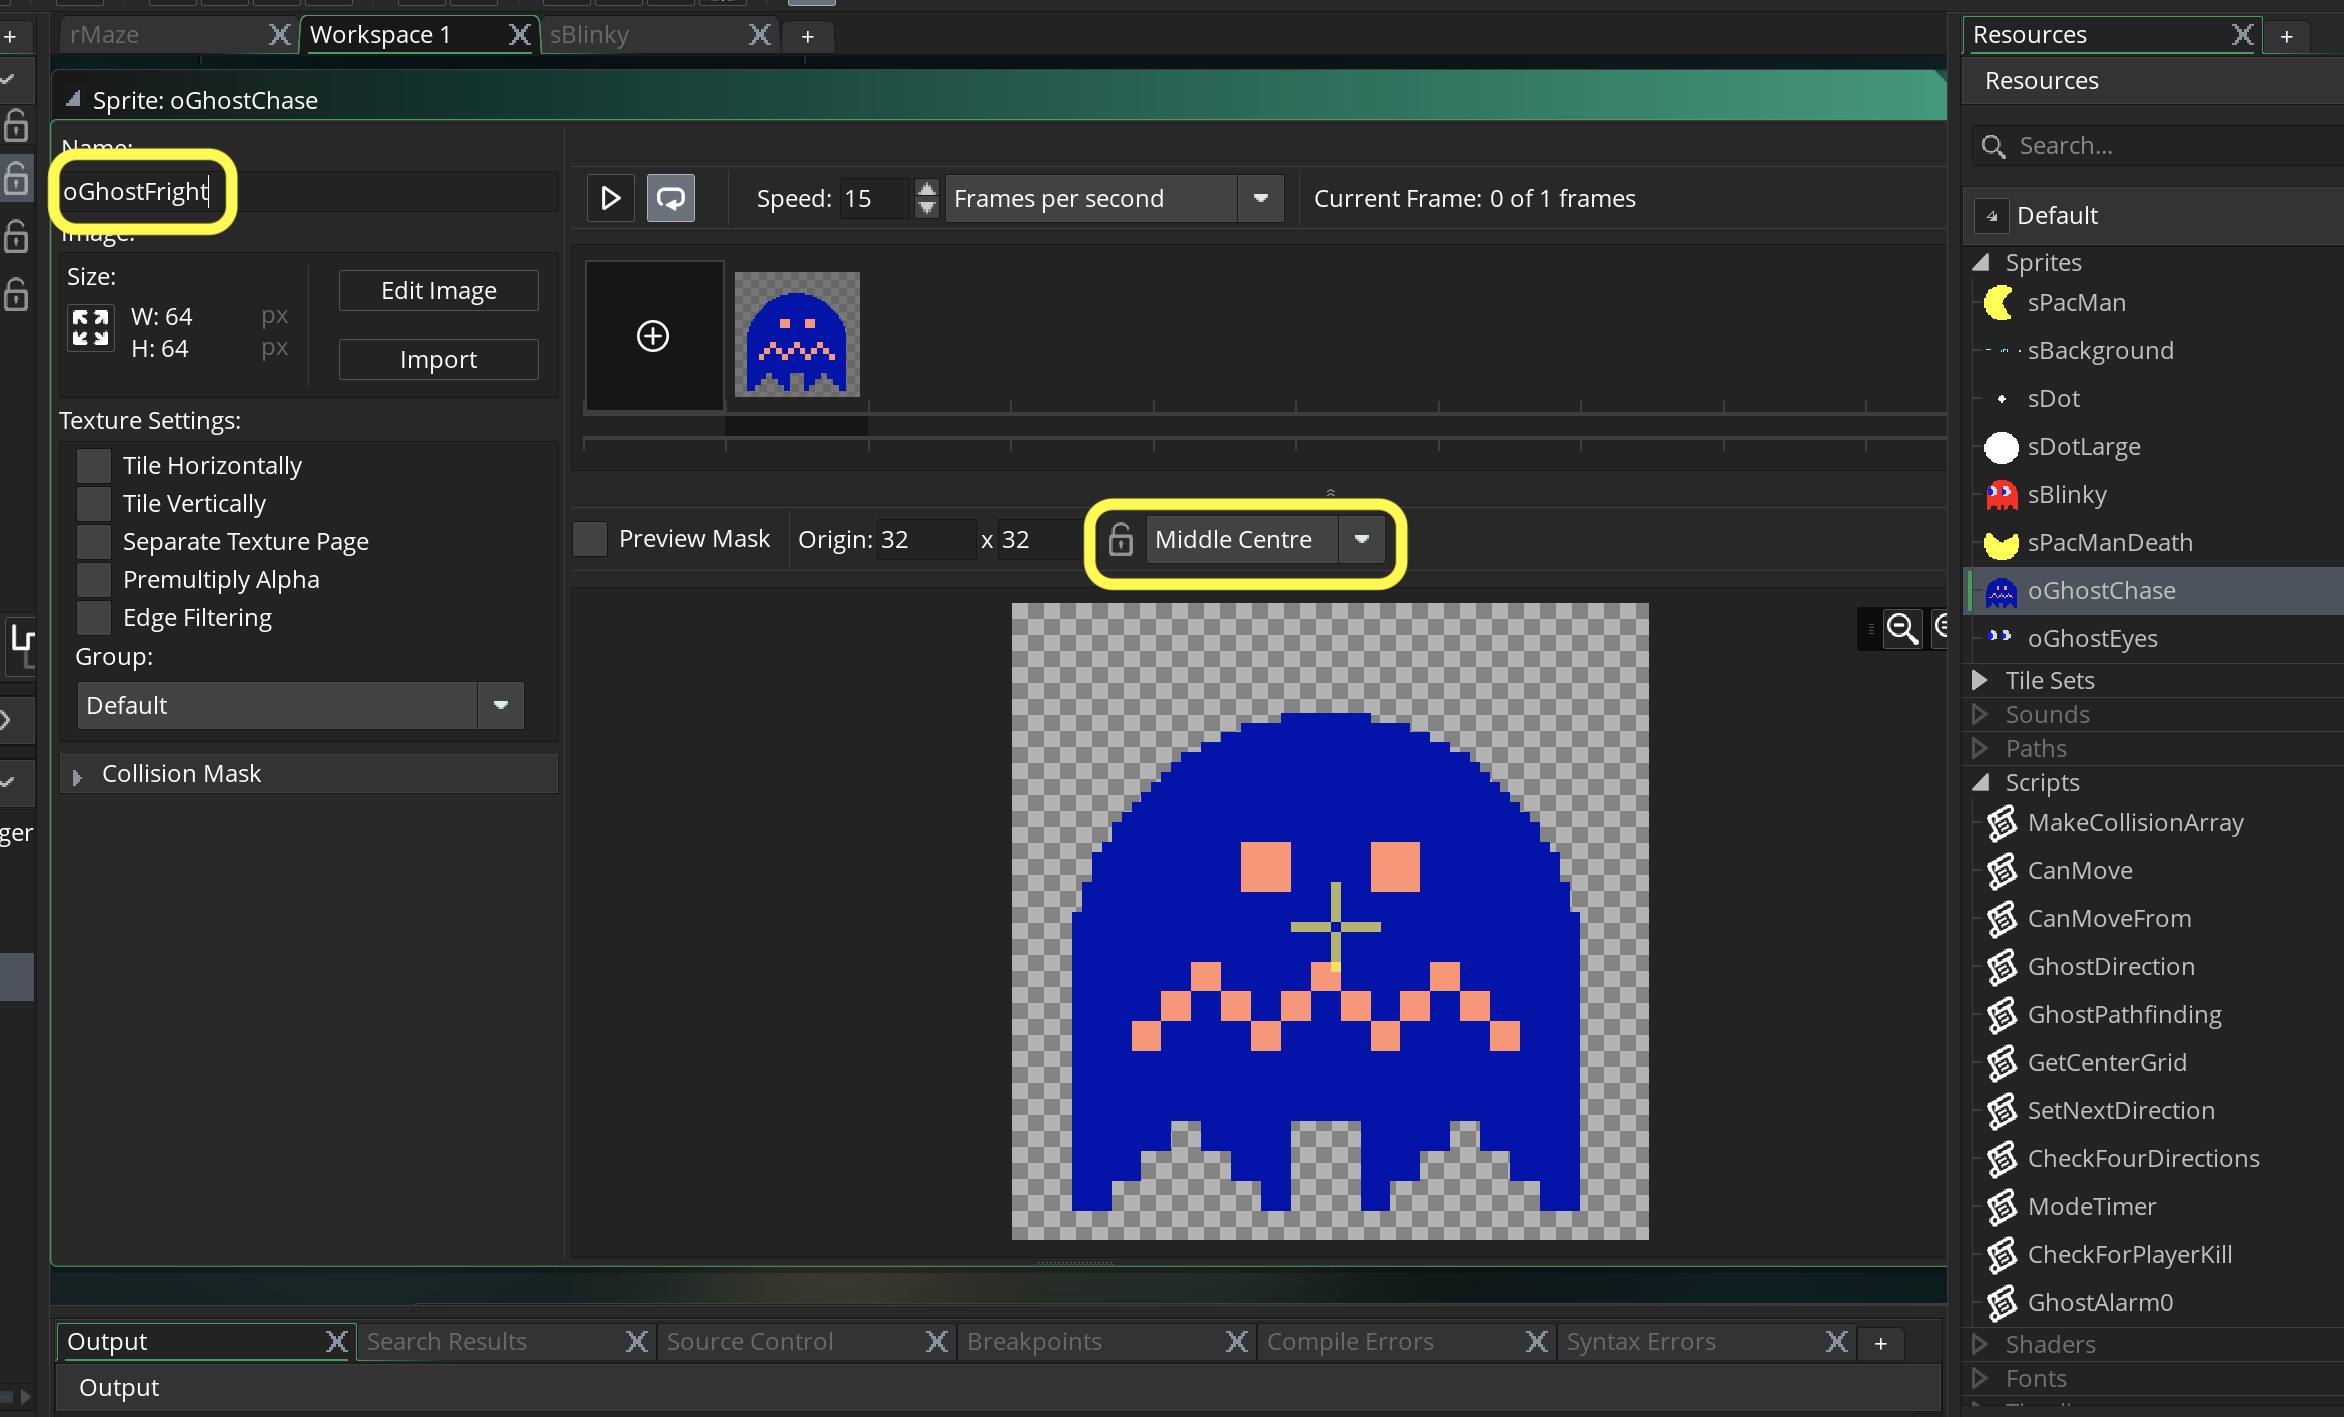 rMaze
Workspace 1
sBlinky
+
Sprite: oGhostChase
Name:
oGhostFright
Image:
Size:
W: 64 px
H: 64 px
Edit Image
Import
Texture Settings:
Tile Horizontally
Tile Vertically
Separate Texture Page
Premultiply Alpha
Edge Filtering
Group:
Default
Collision Mask
ger
Speed: 15
Frames per second
Current Frame: 0 of 1 frames
Preview Mask
Origin: 32 x 32
Middle Centre
Output
Search Results
Source Control
Breakpoints
Compile Errors
Syntax Errors
+
Output
Resources
+
Resources
Search...
Default
Sprites
sPacMan
sBackground
sDot
sDotLarge
sBlinky
sPacManDeath
oGhostChase
oGhostEyes
Tile Sets
Sounds
Paths
Scripts
MakeCollisionArray
CanMove
CanMoveFrom
GhostDirection
GhostPathfinding
GetCenterGrid
SetNextDirection
CheckFourDirections
ModeTimer
CheckForPlayerKill
GhostAlarm0
Shaders
Fonts